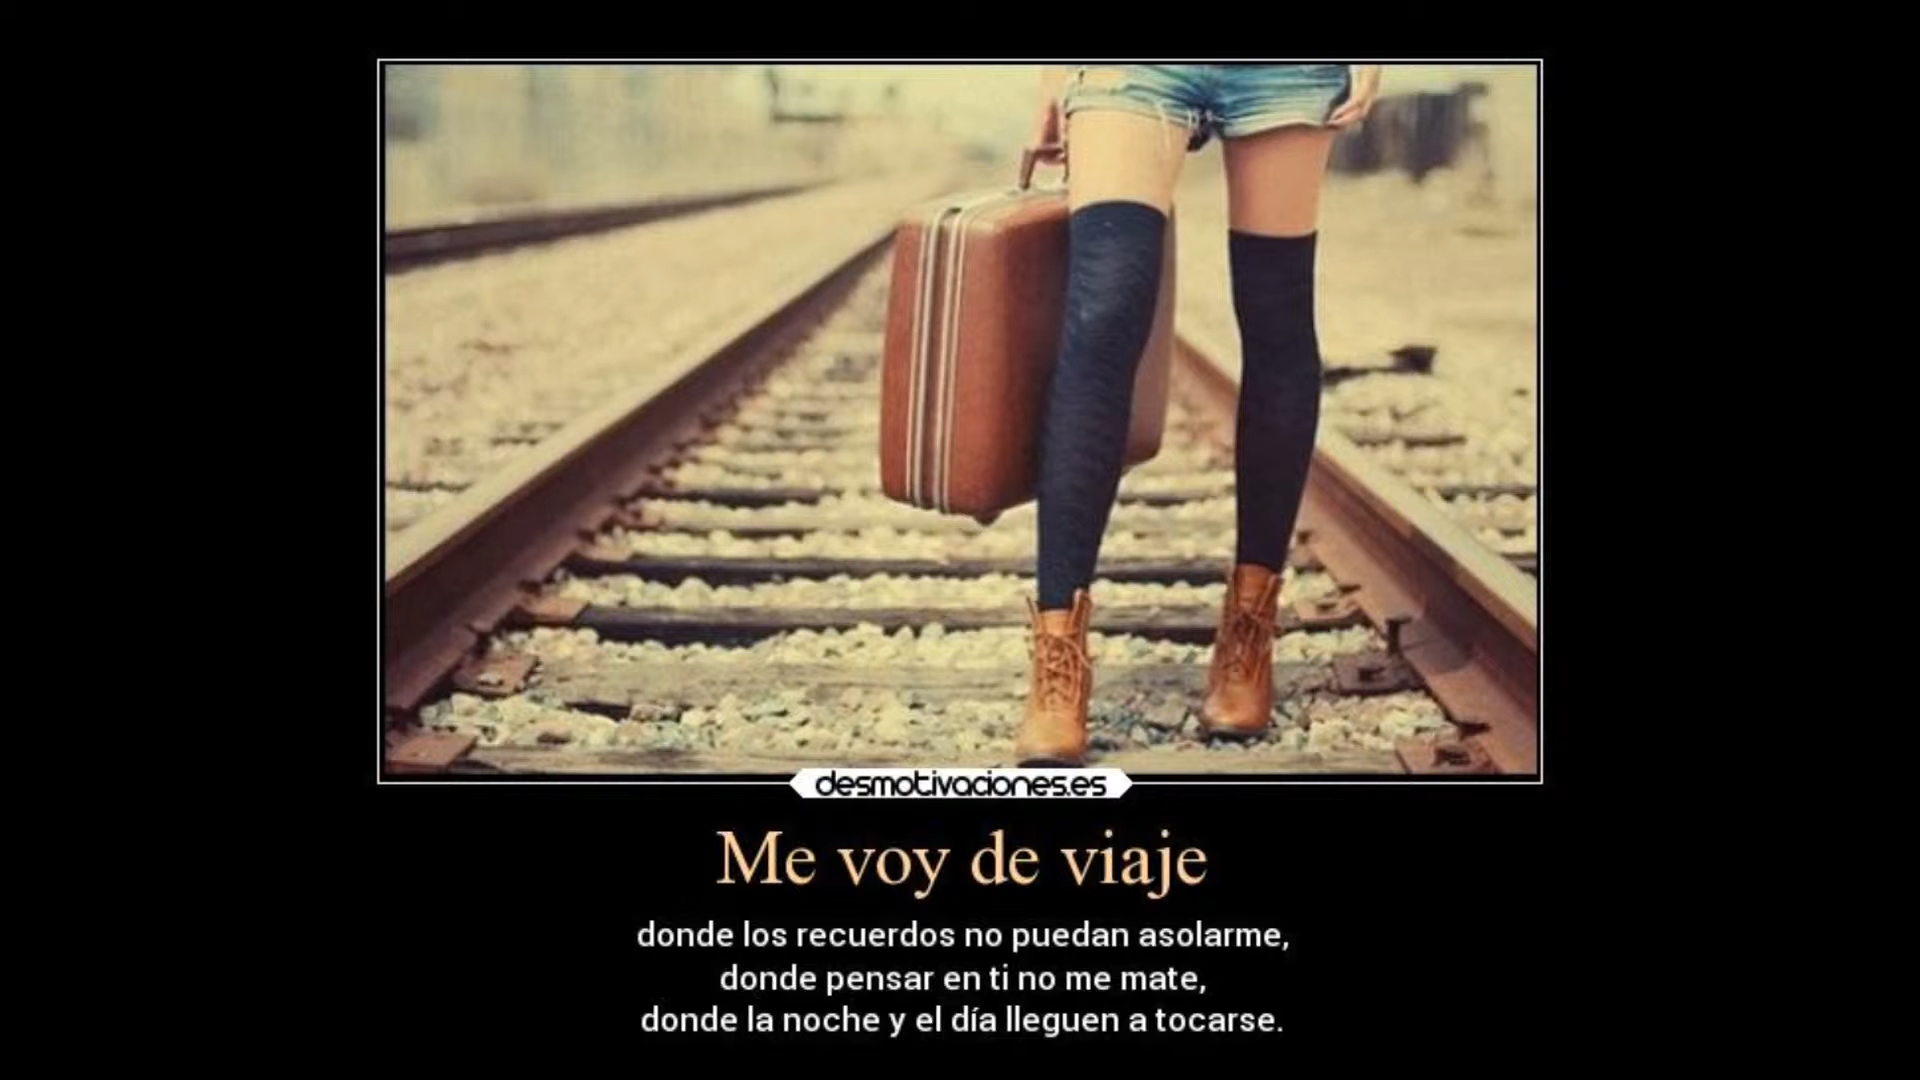 desmotivaciones.es
Me voy de viaje
donde los recuerdos no puedan asolarme,
donde pensar en ti no me mate,
donde la noche y el día lleguen a tocarse.